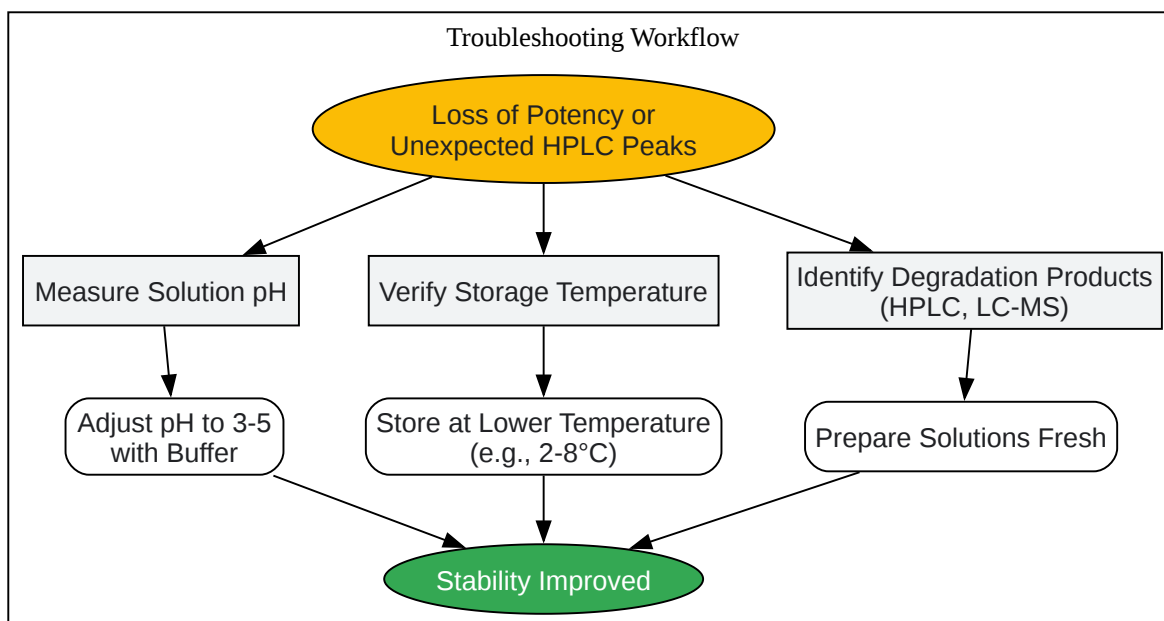 Troubleshooting Workflow
Loss of Potency or
Unexpected HPLC Peaks
Measure Solution pH
Verify Storage Temperature
Identify Degradation Products
(HPLC, LC-MS)
Adjust pH to 3-5
with Buffer
Store at Lower Temperature
(e.g., 2-8°C)
Prepare Solutions Fresh
Stability Improved